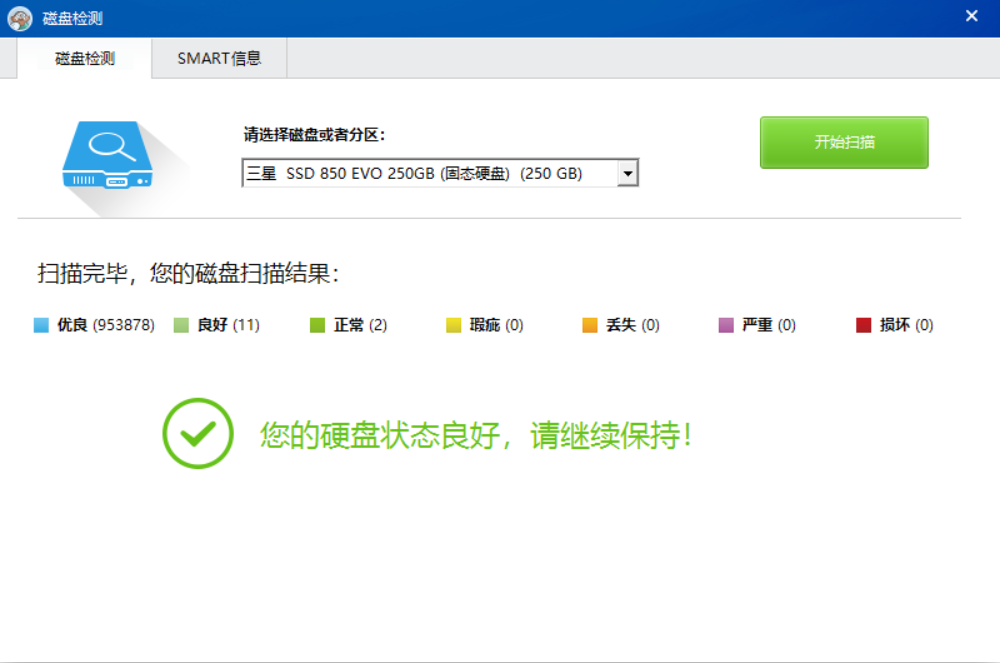 磁盘检测
磁盘检测 SMART信息
请选择磁盘或者分区：
三星 SSD 850 EVO 250GB (固态硬盘) (250 GB)
开始扫描
扫描完毕，您的磁盘扫描结果：
优良 (953878) 良好 (11) 正常 (2) 瑕疵 (0) 丢失 (0) 严重 (0) 损坏 (0)
您的硬盘状态良好，请继续保持！